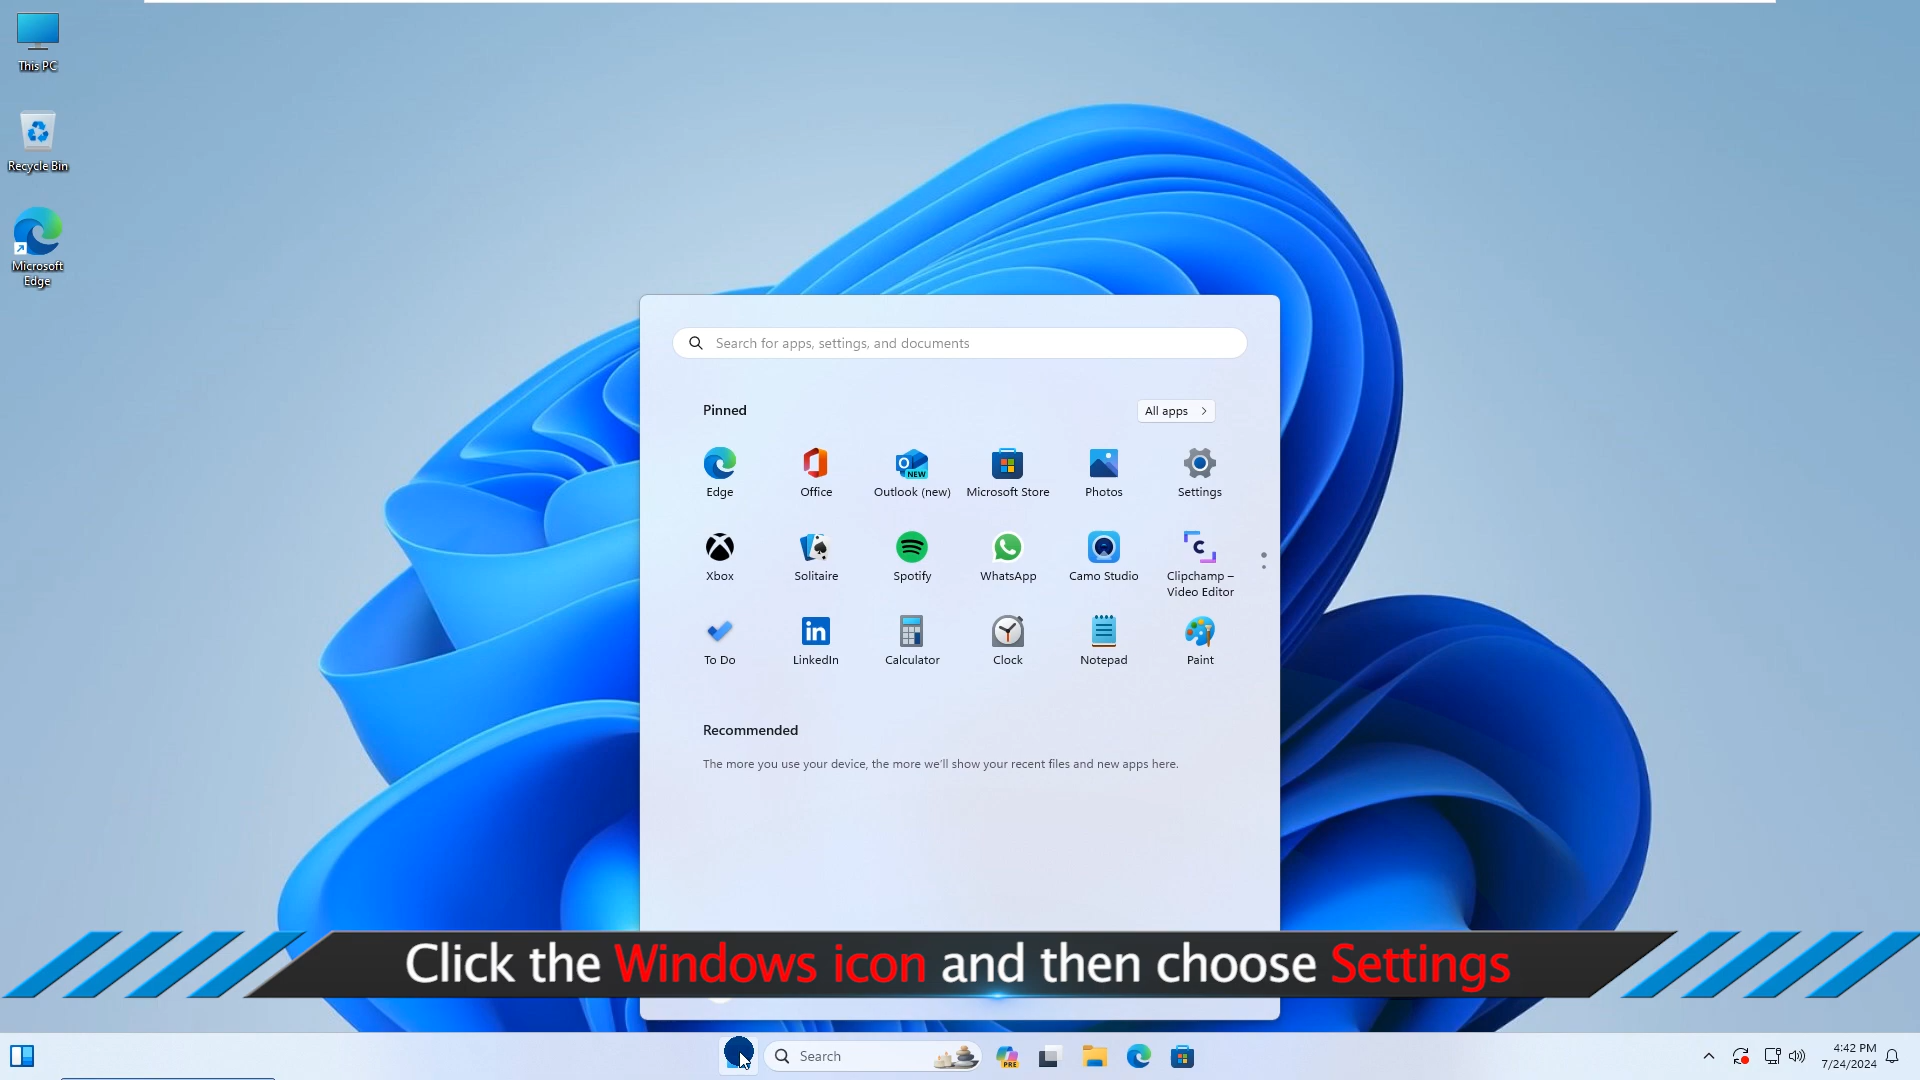 This PC
Recycle Bin
Microsoft
Edge
Search for apps, settings, and documents
Pinned
All apps
Edge
Office
Outlook (new)
Microsoft Store
Photos
Settings
Xbox
Solitaire
Spotify
WhatsApp
Camo Studio
Clipchamp –
Video Editor
To Do
LinkedIn
Calculator
Clock
Notepad
Paint
Recommended
The more you use your device, the more we'll show your recent files and new apps here.
Click the Windows icon and then choose Settings
Search
PRE
4:42 PM
7/24/2024
NEW